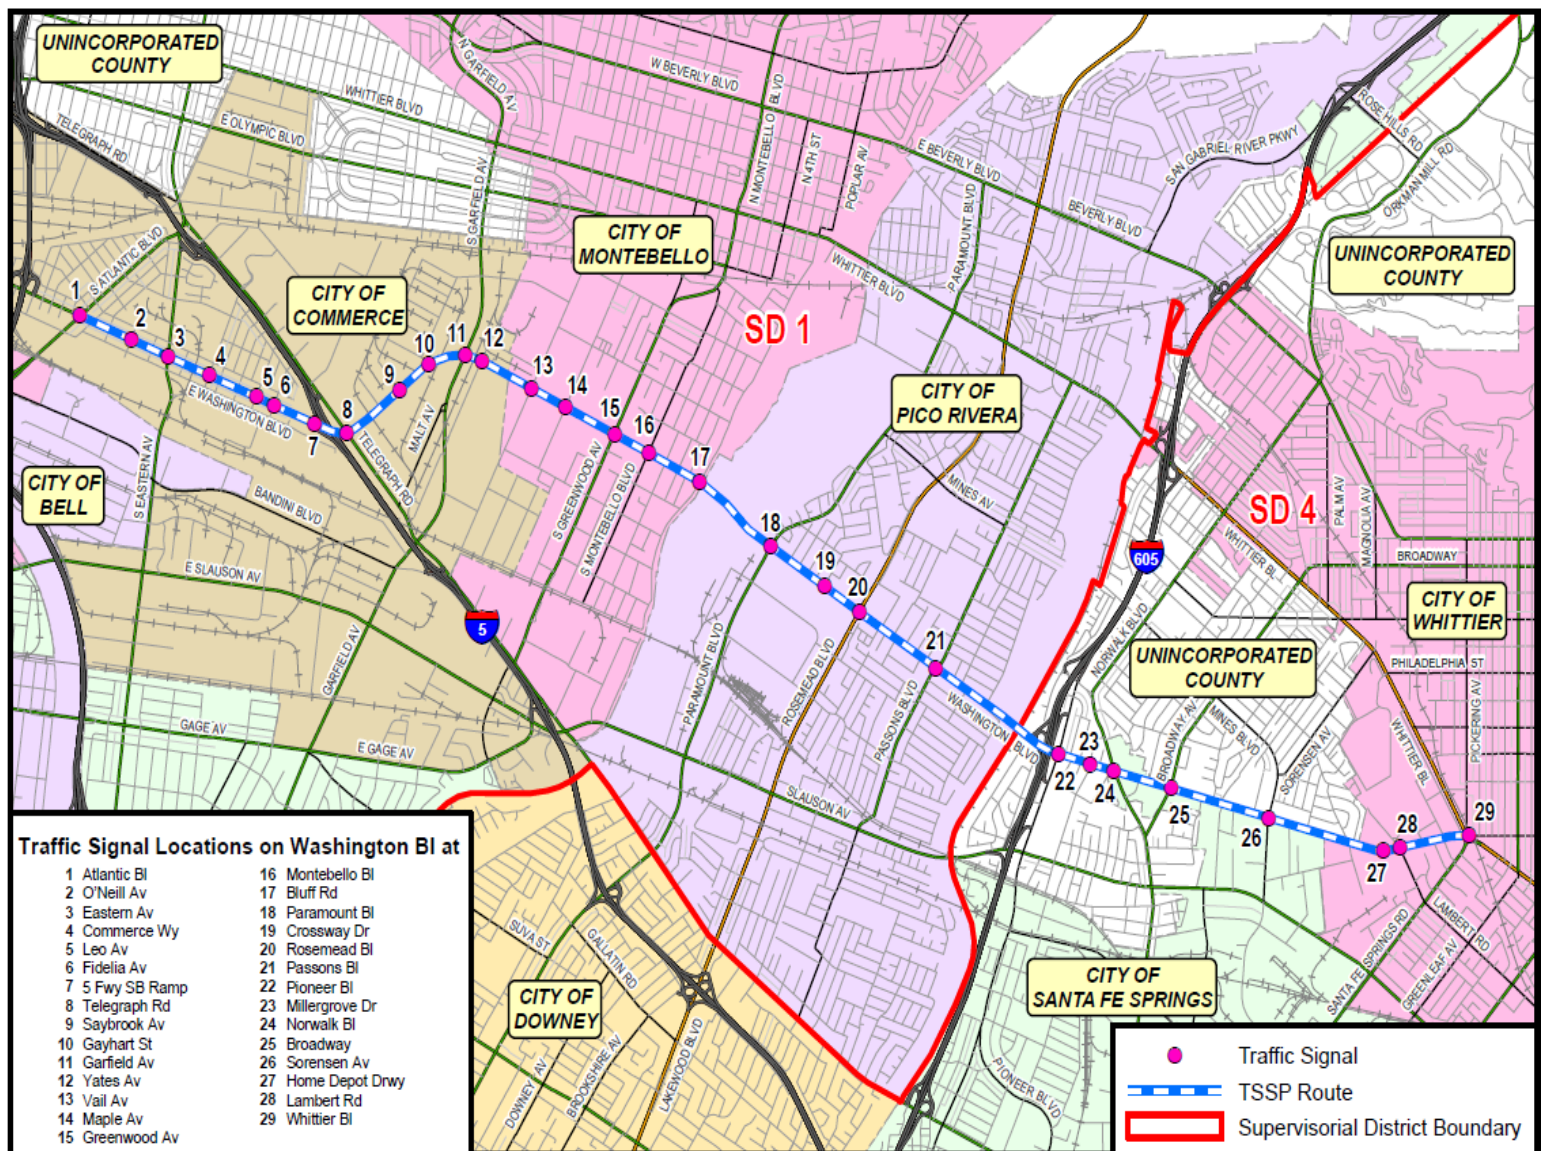 UNINCORPORATED
COUNTY
N GARFIELD AV
W BEVERLY BLVD
N MONTEBELLO BLVD
WHITTIER BLVD
TELEGRAPH RD
E OLYMPIC BLVD
N 4TH ST
POPLAR AV
E BEVERLY BLVD
SAN GABRIEL RIVER PKWY
ROSE HILLS RD
ORKMAN MILL RD
S GARFIELD AV
PARAMOUNT BLVD
BEVERLY BLVD
CITY OF
MONTEBELLO
WHITTIER BLVD
UNINCORPORATED
COUNTY
S ATLANTIC BLVD
CITY OF
COMMERCE
SD 1
1
2
3
4
5
6
7
8
9
10
11
12
13
14
15
16
17
18
19
20
21
22
23
24
25
26
27
28
29
E WASHINGTON BLVD
MALT AV
TELEGRAPH RD
CITY OF
PICO RIVERA
CITY OF
BELL
S EASTERN AV
BANDINI BLVD
S GREENWOOD AV
S MONTEBELLO BLVD
MINES AV
SD 4
PALM AV
MAGNOLIA AV
WHITTIER BL
BROADWAY
605
E SLAUSON AV
5
GARFIELD AV
PARAMOUNT BLVD
ROSEMEAD BLVD
PASSONS BLVD
WASHINGTON BLVD
NORWALK BLVD
UNINCORPORATED
COUNTY
CITY OF
WHITTIER
PHILADELPHIA ST
PICKERING AV
GAGE AV
E GAGE AV
BROADWAY AV
MINES BLVD
SORENSEN AV
WHITTIER BL
SLAUSON AV
SUVA ST
GALLATIN RD
CITY OF
DOWNEY
DOWNEY AV
BROOKSHIRE AV
LAKEWOOD BLVD
CITY OF
SANTA FE SPRINGS
PIONEER BLVD
SANTA FE SPRINGS RD
LAMBERT RD
GREENLEAF AV
Traffic Signal Locations on Washington Bl at
1 Atlantic Bl
2 O'Neill Av
3 Eastern Av
4 Commerce Wy
5 Leo Av
6 Fidelia Av
7 5 Fwy SB Ramp
8 Telegraph Rd
9 Saybrook Av
10 Gayhart St
11 Garfield Av
12 Yates Av
13 Vail Av
14 Maple Av
15 Greenwood Av
16 Montebello Bl
17 Bluff Rd
18 Paramount Bl
19 Crossway Dr
20 Rosemead Bl
21 Passons Bl
22 Pioneer Bl
23 Millergrove Dr
24 Norwalk Bl
25 Broadway
26 Sorensen Av
27 Home Depot Drwy
28 Lambert Rd
29 Whittier Bl
Traffic Signal
TSSP Route
Supervisorial District Boundary